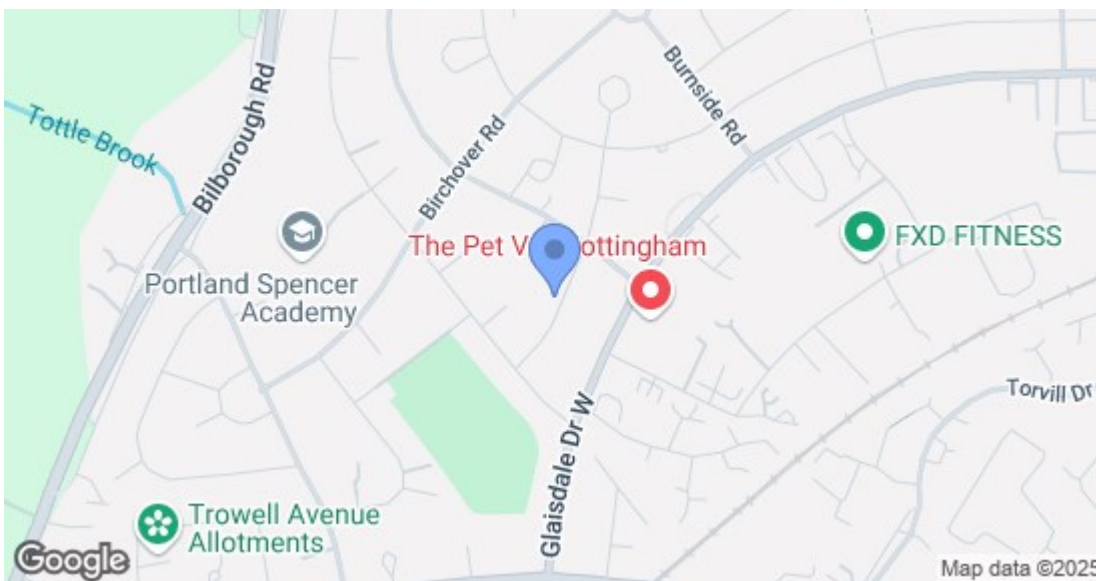 Tottle Brook
Bilborough Rd
Birchover Rd
Burnside Rd
The Pet V
ottingham
FXD FITNESS
Portland Spencer
Academy
Glaisdale Dr W
Torvill Dr
Trowell Avenue
Allotments
Google
Map data ©2025